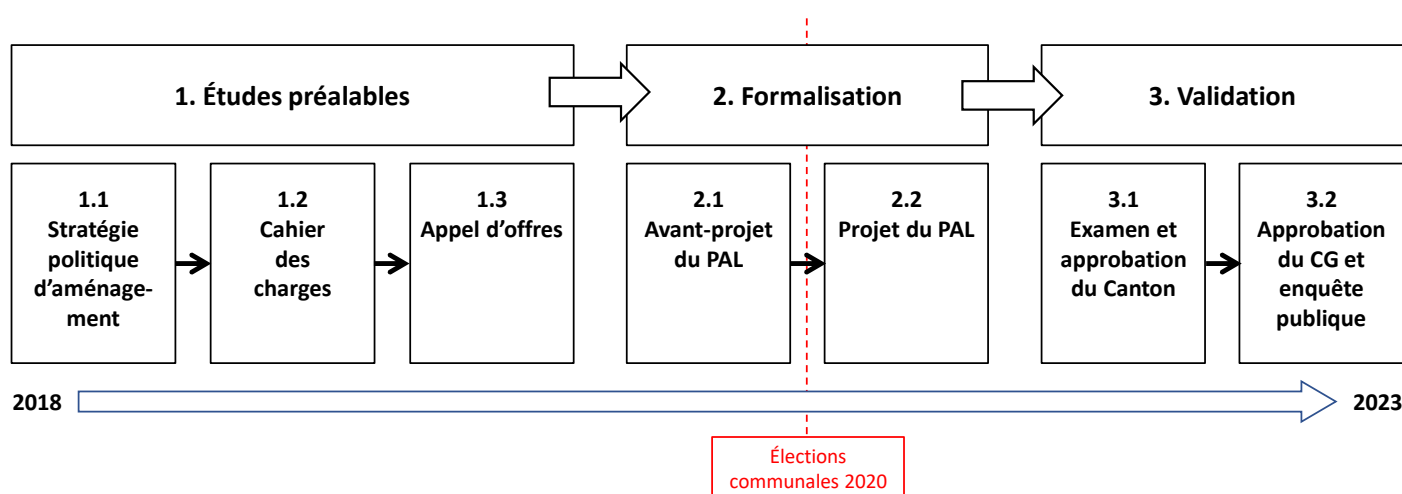 1. Études préalables
2. Formalisation
3. Validation
1.1
Stratégie
politique
d'aménage-
ment
1.2
Cahier
des
charges
1.3
Appel d'offres
2.1
Avant-projet
du PAL
2.2
Projet du PAL
3.1
Examen et
approbation
du Canton
3.2
Approbation
du CG et
enquête
publique
2018
2023
Élections
communales 2020